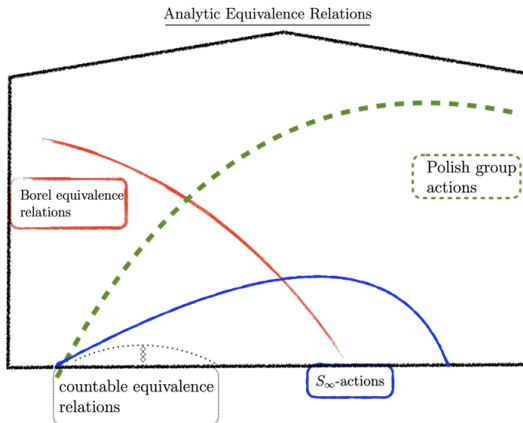 Analytic Equivalence Relations
Polish group
actions
Borel equivalence
relations
countable equivalence
relations
S∞-actions